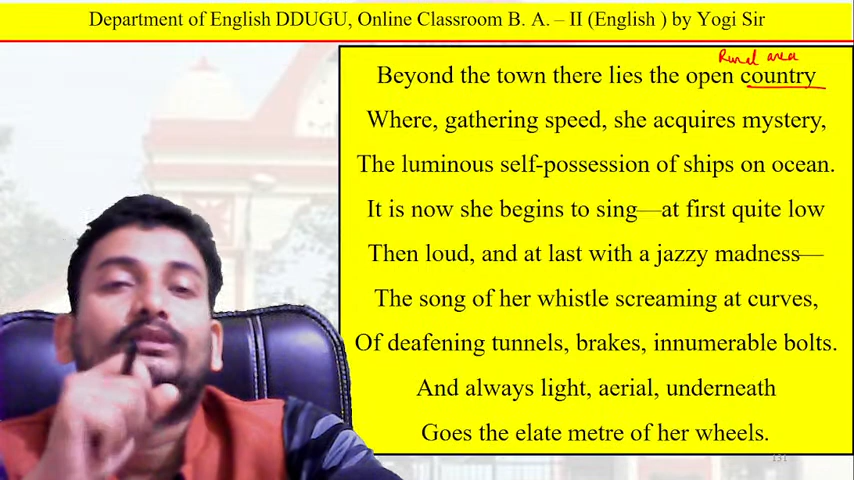 Department of English DDUGU, Online Classroom B. A. – II (English ) by Yogi Sir
Rural area
Beyond the town there lies the open country
Where, gathering speed, she acquires mystery,
The luminous self-possession of ships on ocean.
It is now she begins to sing—at first quite low
Then loud, and at last with a jazzy madness—
The song of her whistle screaming at curves,
Of deafening tunnels, brakes, innumerable bolts.
And always light, aerial, underneath
Goes the elate metre of her wheels.